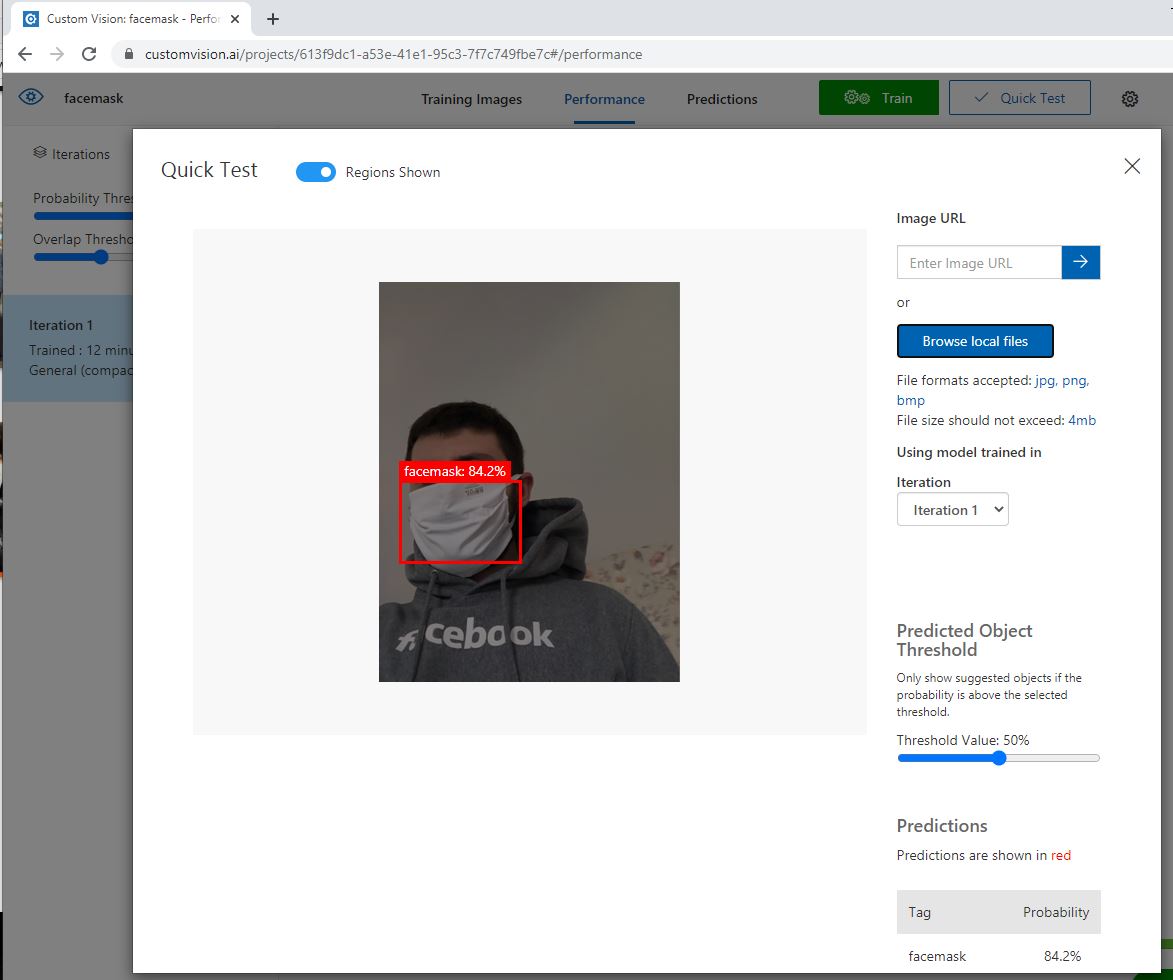 Custom Vision: facemask - Perfor
customvision.ai/projects/613f9dc1-a53e-41e1-95c3-7f7c749fbe7c#/performance
facemask
Training Images
Performance
Predictions
Train
Quick Test
Iterations
Probability Thres
Overlap Thresho
Iteration 1
Trained : 12 minu
General (compac
Quick Test
Regions Shown
facemask: 84.2%
facebook
Image URL
Enter Image URL
or
Browse local files
File formats accepted: jpg, png,
bmp
File size should not exceed: 4mb
Using model trained in
Iteration
Iteration 1
Predicted Object
Threshold
Only show suggested objects if the
probability is above the selected
threshold.
Threshold Value: 50%
Predictions
Predictions are shown in red
Tag Probability
facemask 84.2%